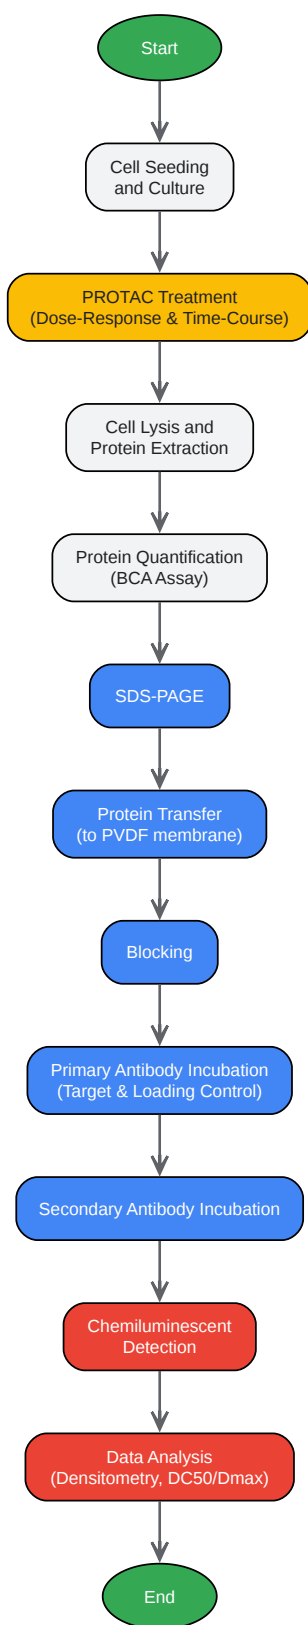 Start
Cell Seeding
and Culture
PROTAC Treatment
(Dose-Response & Time-Course)
Cell Lysis and
Protein Extraction
Protein Quantification
(BCA Assay)
SDS-PAGE
Protein Transfer
(to PVDF membrane)
Blocking
Primary Antibody Incubation
(Target & Loading Control)
Secondary Antibody Incubation
Chemiluminescent
Detection
Data Analysis
(Densitometry, DC50/Dmax)
End